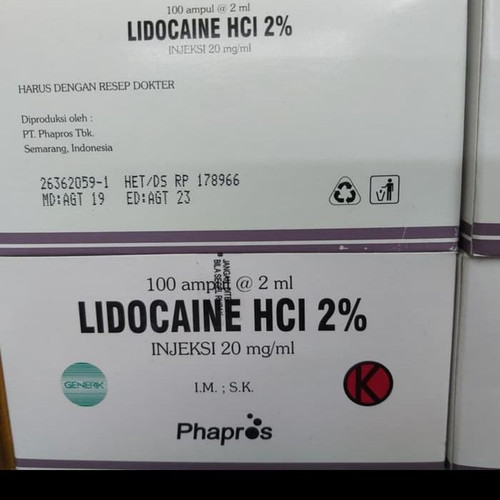 100 ampul @ 2 ml
LIDOCAINE HCl 2%
INJEKSI 20 mg/ml
HARUS DENGAN RESEP DOKTER
Diproduksi oleh :
PT. Phapros Tbk.
Semarang, Indonesia
26362059-1 HET/DS RP 178966
MD:AGT 19 ED:AGT 23
100 ampul @ 2 ml
LIDOCAINE HCl 2%
INJEKSI 20 mg/ml
GENERIK
I.M. ; S.K.
K
Phapros